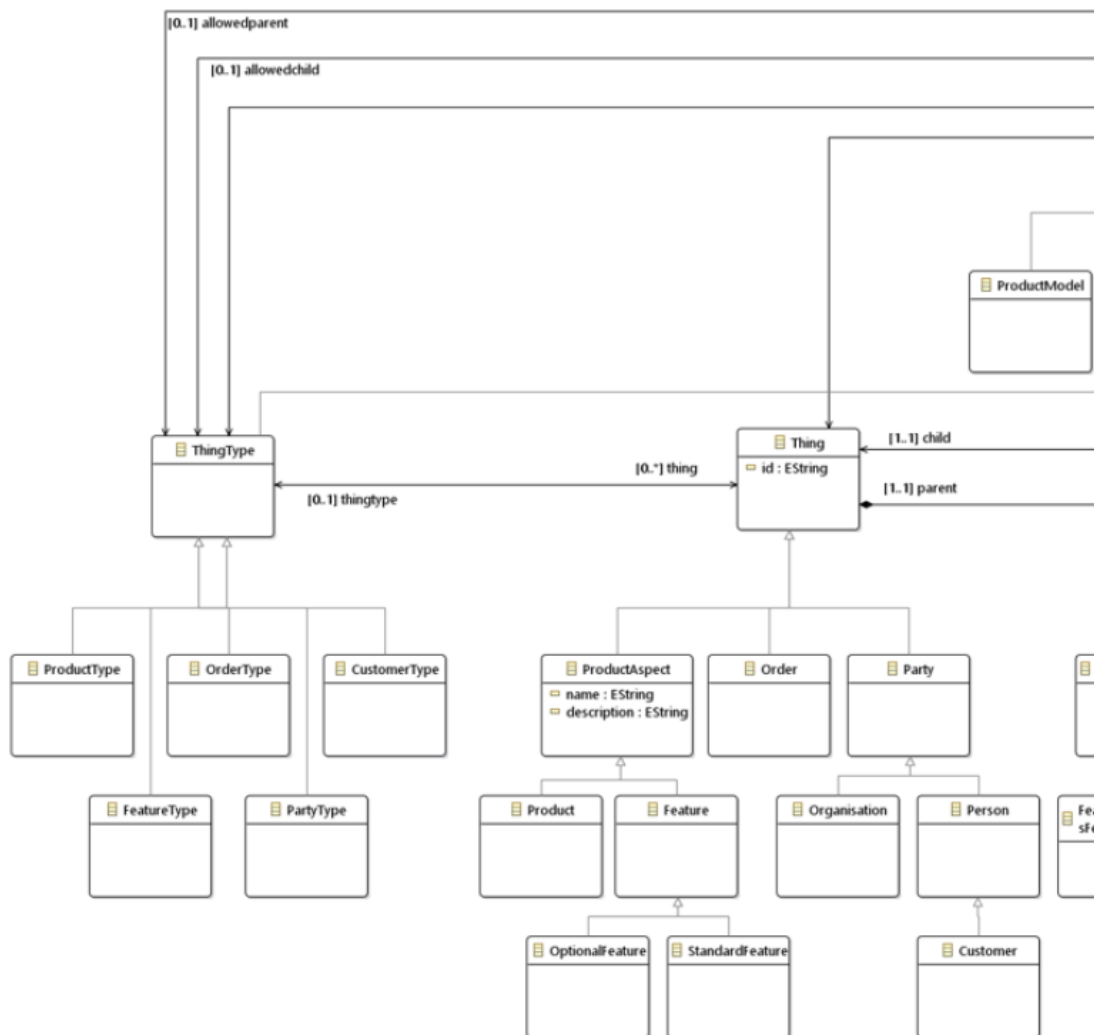 [0..1] allowedparent
[0..1] allowedchild
ProductModel
ThingType
Thing
id : EString
[1..1] child
[0..*] thing
[0..1] thingtype
[1..1] parent
ProductType
OrderType
CustomerType
ProductAspect
name : EString
description : EString
Order
Party
FeatureType
PartyType
Product
Feature
Organisation
Person
OptionalFeature
StandardFeature
Customer